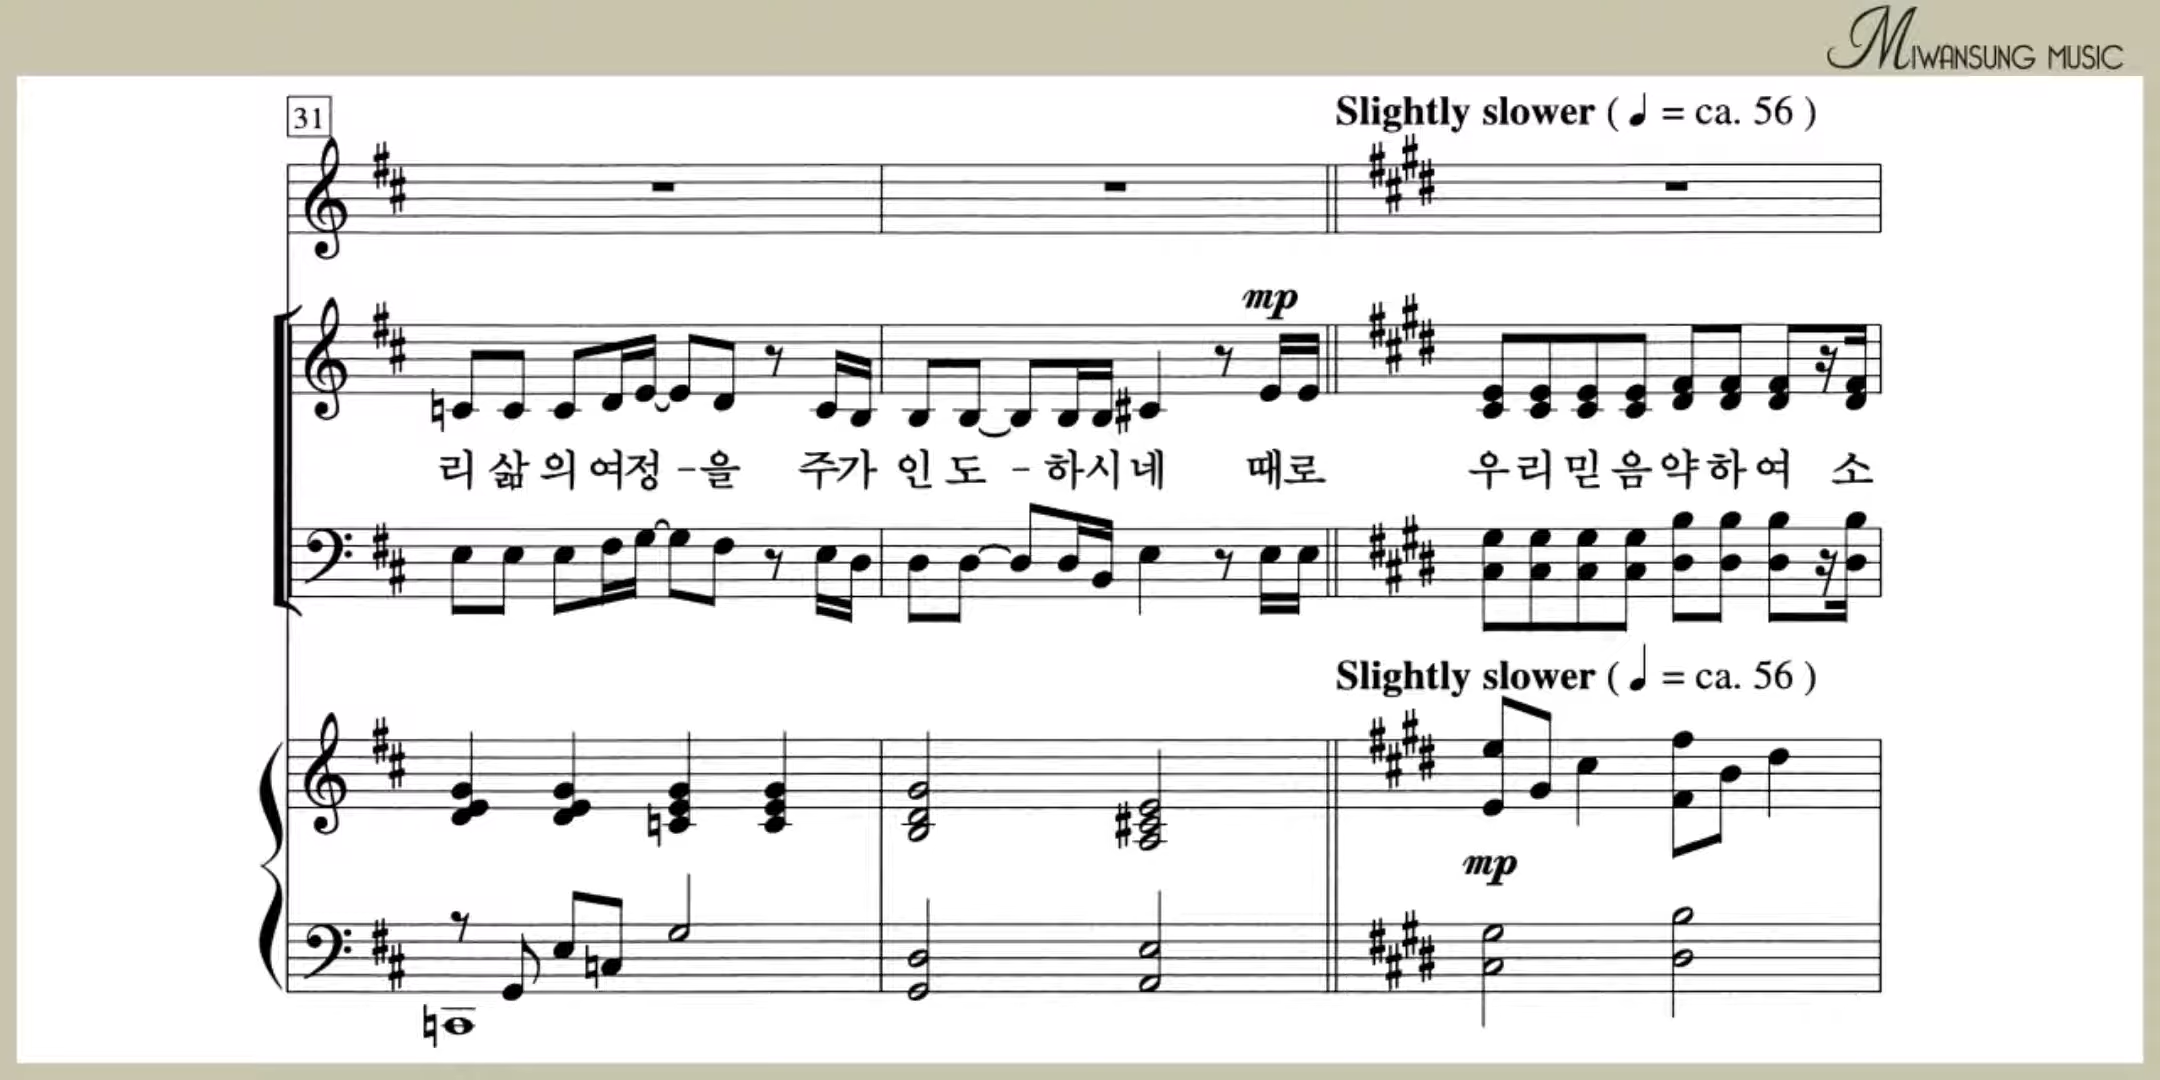 MIWANSUNG MUSIC
31
Slightly slower (♩ = ca. 56 )
mp
리 삶 의 여정 -을 주가 인 도 - 하시 네 때로 우 리 믿 음 약 하 여 소
Slightly slower (♩ = ca. 56 )
mp